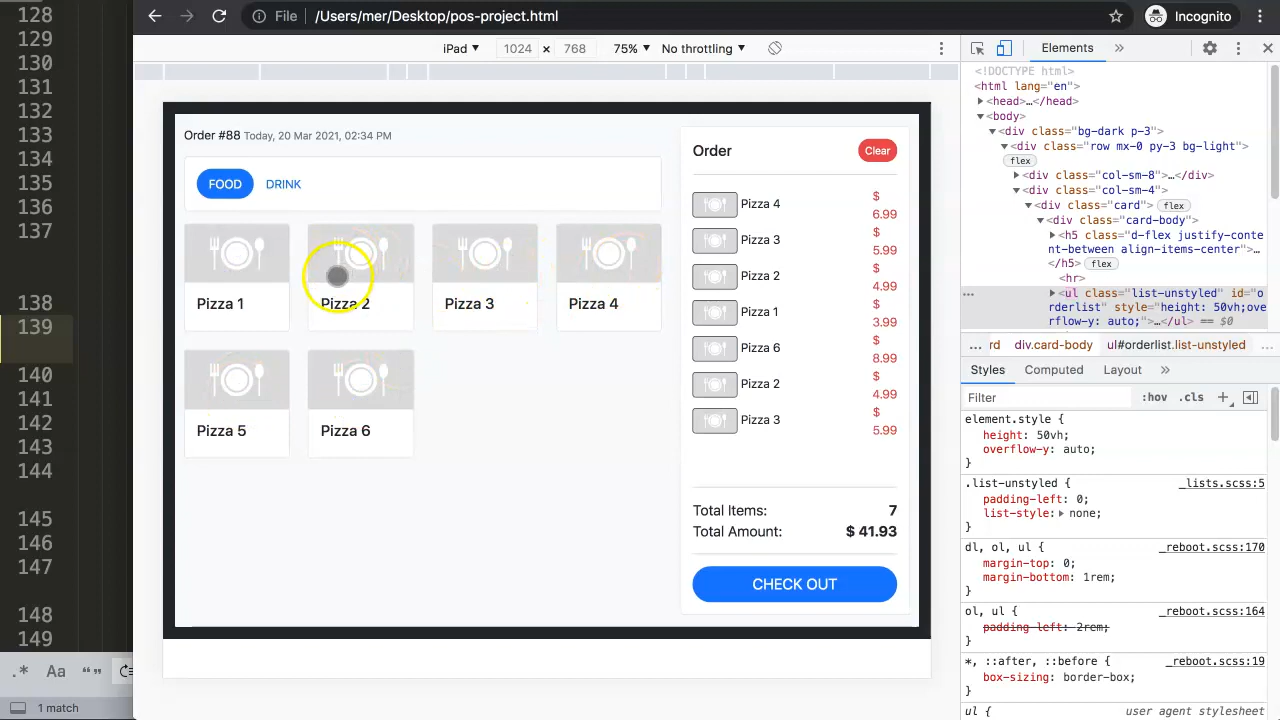 128
129
130
131
132
133
134
135
136
137
138
139
140
141
142
143
144
145
146
147
148
149
.* Aa “”
1 match
File /Users/mer/Desktop/pos-project.html
Incognito
iPad 1024 × 768 75% No throttling
Order #88 Today, 20 Mar 2021, 02:34 PM
FOOD DRINK
Pizza 1 Pizza 2 Pizza 3 Pizza 4
Pizza 5 Pizza 6
Order Clear
Pizza 4 $
6.99
Pizza 3 $
5.99
Pizza 2 $
4.99
Pizza 1 $
3.99
Pizza 6 $
8.99
Pizza 2 $
4.99
Pizza 3 $
5.99
Total Items: 7
Total Amount: $ 41.93
CHECK OUT
Elements »
<!DOCTYPE html>
<html lang="en">
<head>…</head>
<body>
<div class="bg-dark p-3">
<div class="row mx-0 py-3 bg-light">
flex
<div class="col-sm-8">…</div>
<div class="col-sm-4">
<div class="card"> flex
<div class="card-body">
<h5 class="d-flex justify-conte
nt-between align-items-center">…
</h5> flex
<hr>
… <ul class="list-unstyled" id="o
rderlist" style="height: 50vh;over
flow-y: auto;">…</ul> == $0
… rd div.card-body ul#orderlist.list-unstyled …
Styles Computed Layout »
Filter :hov .cls +
element.style {
height: 50vh;
overflow-y: auto;
}
.list-unstyled { _lists.scss:5
padding-left: 0;
list-style: none;
}
dl, ol, ul { _reboot.scss:170
margin-top: 0;
margin-bottom: 1rem;
}
ol, ul { _reboot.scss:164
padding-left: 2rem;
}
*, ::after, ::before { _reboot.scss:19
box-sizing: border-box;
}
ul { user agent stylesheet